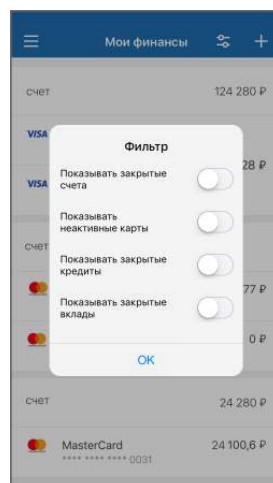 Мои финансы
счет 124 280 ₽
VISA
Фильтр
28 ₽
Показывать закрытые
счета
VISA
Показывать
неактивные карты
счет
Показывать закрытые
кредиты
77 ₽
Показывать закрытые
вклады
0 ₽
OK
счет 24 280 ₽
MasterCard 24 100,6 ₽
**** **** **** 0031